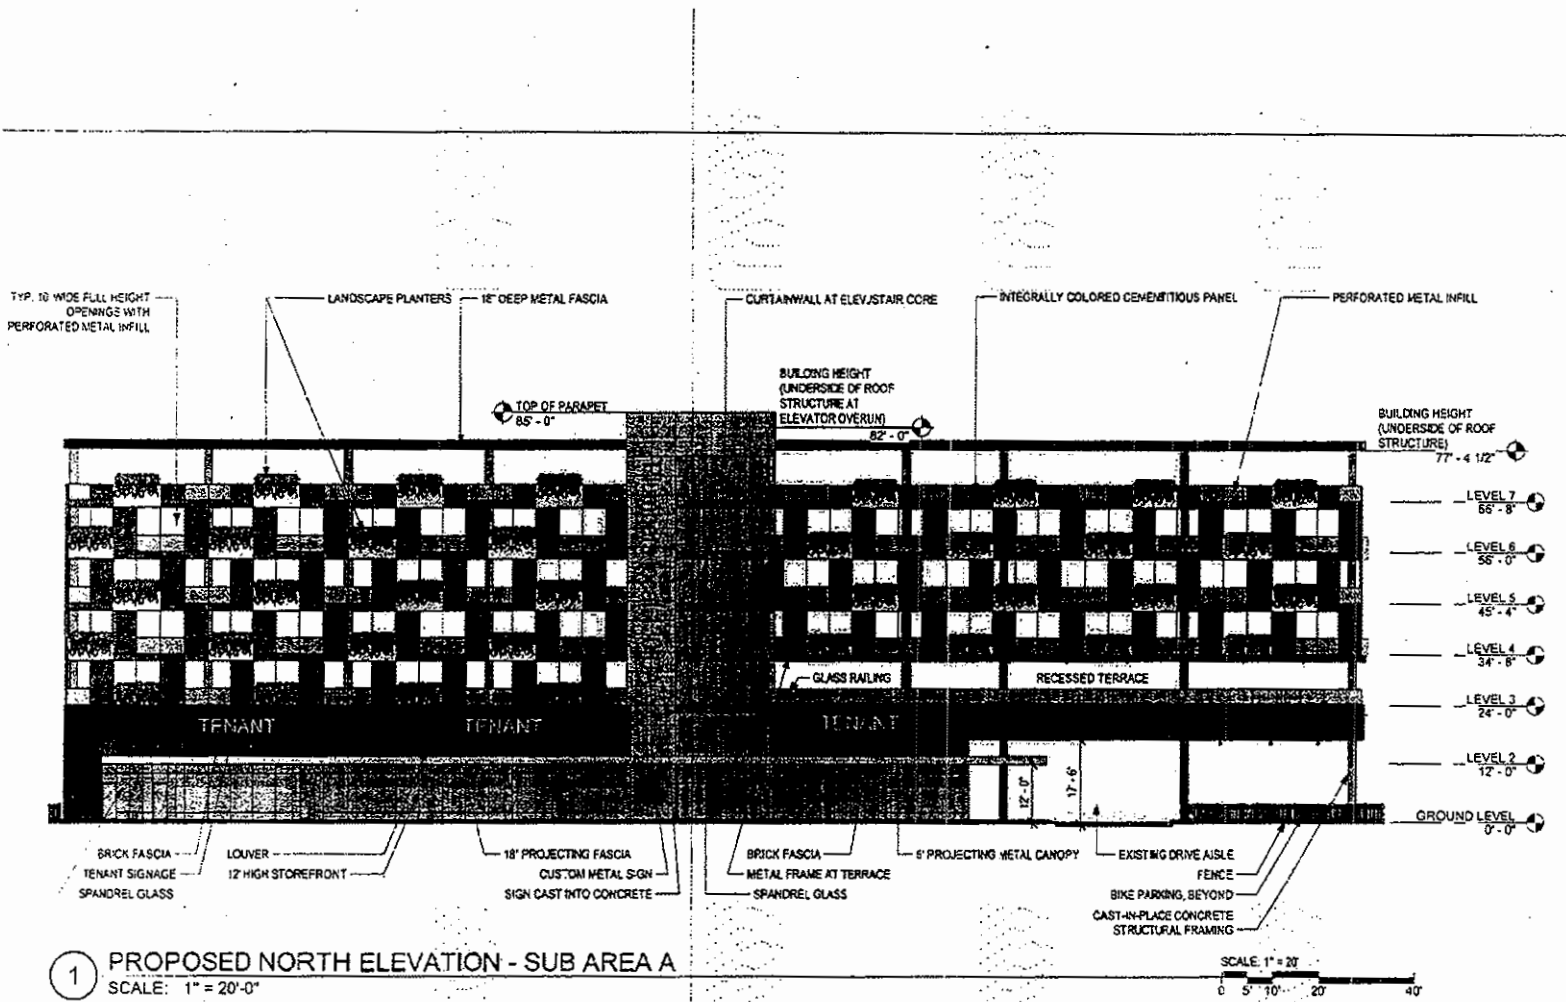 TYP. 10' WIDE FULL HEIGHT
OPENINGS WITH
PERFORATED METAL INFILL
LANDSCAPE PLANTERS
18" DEEP METAL FASCIA
CURTAINWALL AT ELEV./STAIR CORE
INTEGRALLY COLORED CEMENTITIOUS PANEL
PERFORATED METAL INFILL
TOP OF PARAPET
85' - 0"
BUILDING HEIGHT
(UNDERSIDE OF ROOF
STRUCTURE AT
ELEVATOR OVERUN)
82' - 0"
BUILDING HEIGHT
(UNDERSIDE OF ROOF
STRUCTURE)
77' - 4 1/2"
LEVEL 7
66' - 8"
LEVEL 6
56' - 0"
LEVEL 5
45' - 4"
LEVEL 4
34' - 8"
LEVEL 3
24' - 0"
LEVEL 2
12' - 0"
GROUND LEVEL
0' - 0"
GLASS RAILING
RECESSED TERRACE
TENANT
TENANT
TENANT
12' - 0"
17' - 6"
BRICK FASCIA
TENANT SIGNAGE
SPANDREL GLASS
LOUVER
12' HIGH STOREFRONT
18" PROJECTING FASCIA
CUSTOM METAL SIGN
SIGN CAST INTO CONCRETE
BRICK FASCIA
METAL FRAME AT TERRACE
SPANDREL GLASS
PROJECTING METAL CANOPY
EXISTING DRIVE AISLE
FENCE
BIKE PARKING, BEYOND
CAST-IN-PLACE CONCRETE
STRUCTURAL FRAMING
1
PROPOSED NORTH ELEVATION - SUB AREA A
SCALE: 1" = 20'-0"
SCALE: 1" = 20'
0 5' 10' 20' 40'